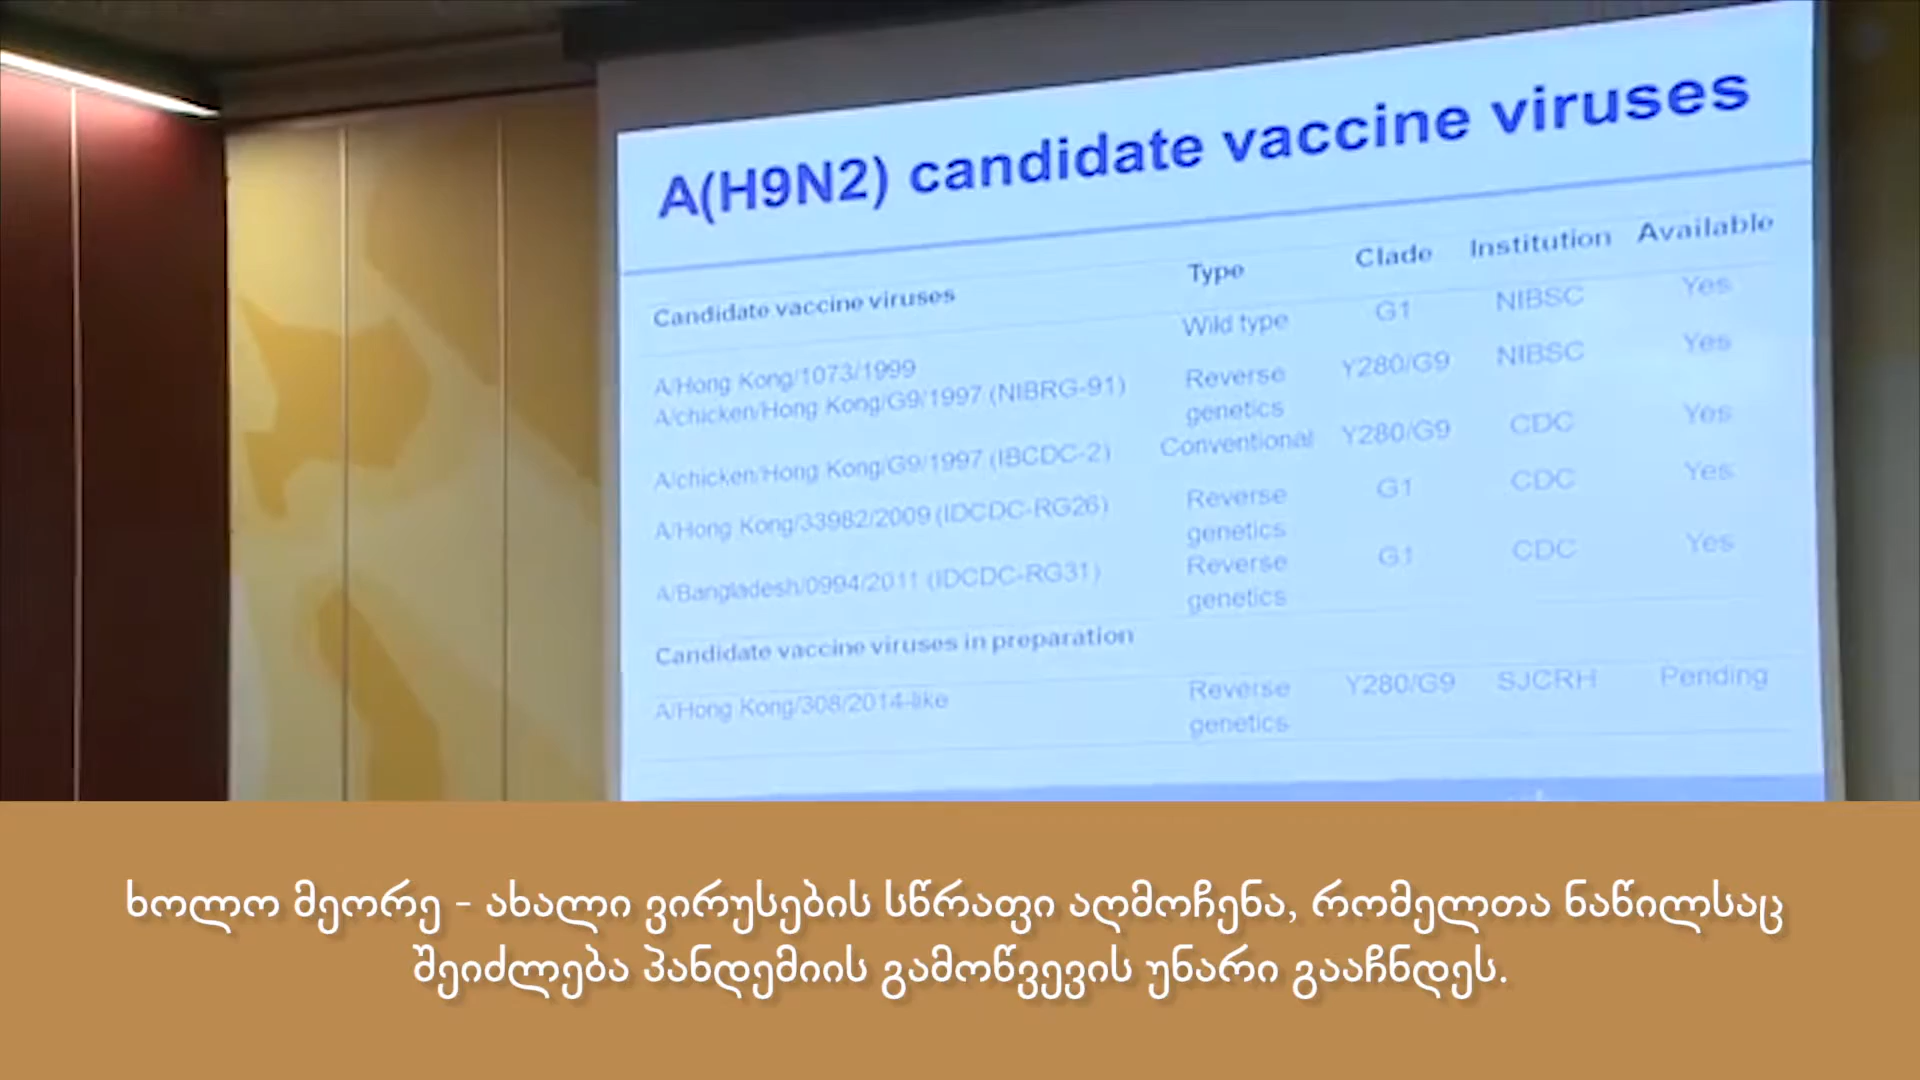 A(H9N2) candidate vaccine viruses
Candidate vaccine viruses Type Clade Institution Available
A/Hong Kong/1073/1999 Wild type G1 NIBSC Yes
A/chicken/Hong Kong/G9/1997 (NIBRG-91) Reverse genetics Y280/G9 NIBSC Yes
A/chicken/Hong Kong/G9/1997 (IBCDC-2) Conventional Y280/G9 CDC Yes
A/Hong Kong/33982/2009 (IDCDC-RG26) Reverse genetics G1 CDC Yes
A/Bangladesh/0994/2011 (IDCDC-RG31) Reverse genetics G1 CDC Yes
Candidate vaccine viruses in preparation
A/Hong Kong/308/2014-like Reverse genetics Y280/G9 SJCRH Pending
ხოლო მეორე - ახალი ვირუსების სწრაფი აღმოჩენა, რომელთა ნაწილსაც
შეიძლება პანდემიის გამოწვევის უნარი გააჩნდეს.